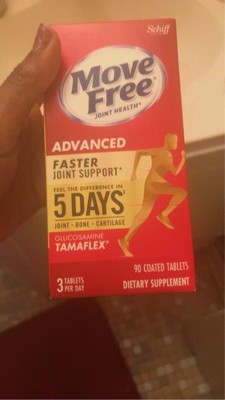 Schiff
Move
Free
JOINT HEALTH*
ADVANCED
FASTER
JOINT SUPPORT*
FEEL THE DIFFERENCE IN
5 DAYS
JOINT • BONE • CARTILAGE
GLUCOSAMINE
TAMAFLEX
3 TABLETS
PER DAY
90 COATED TABLETS
DIETARY SUPPLEMENT